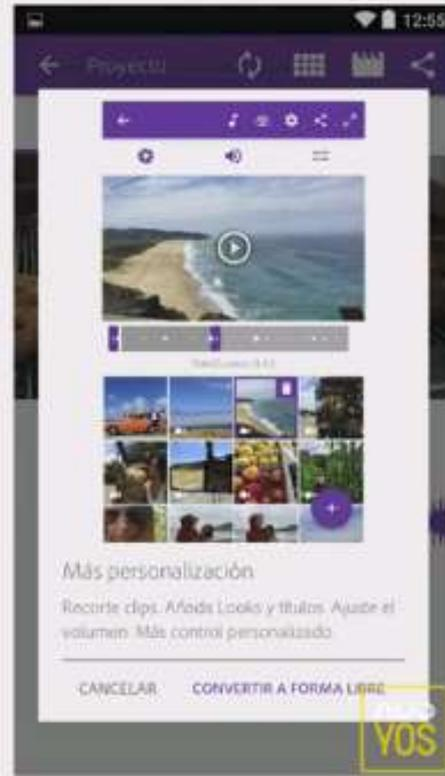 12:55
Proyecto
Más personalización
Recorte clips. Añada Looks y títulos. Ajuste el
volumen. Más control personalizado.
CANCELAR CONVERTIR A FORMA LIBRE
YOS